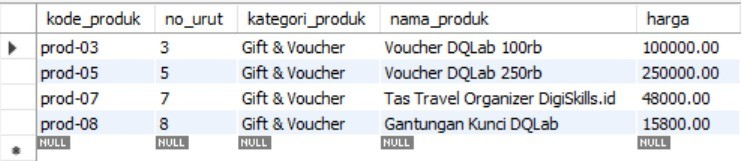 kode_produk no_urut kategori_produk nama_produk harga
prod-03 3 Gift & Voucher Voucher DQLab 100rb 100000.00
prod-05 5 Gift & Voucher Voucher DQLab 250rb 250000.00
prod-07 7 Gift & Voucher Tas Travel Organizer DigiSkills.id 48000.00
prod-08 8 Gift & Voucher Gantungan Kunci DQLab 15800.00
NULL NULL NULL NULL NULL